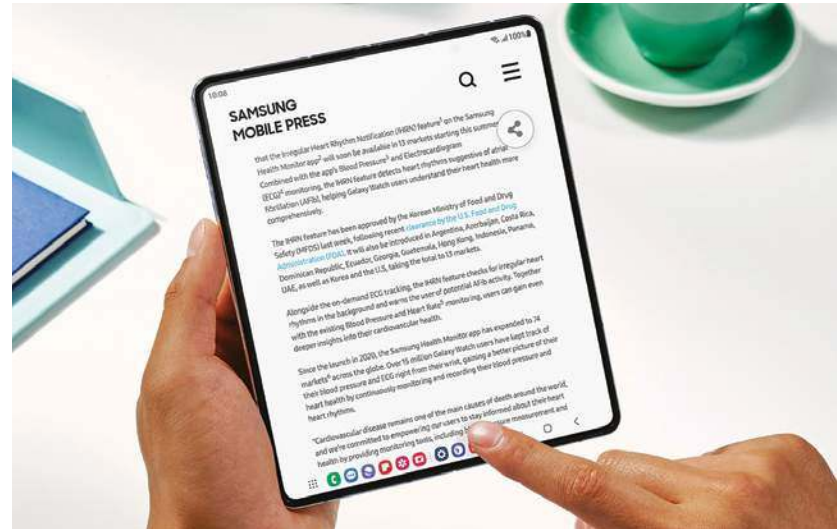 10:08
100%
SAMSUNG
MOBILE PRESS
that the Irregular Heart Rhythm Notification (IHRN) feature¹ on the Samsung
Health Monitor app² will soon be available in 13 markets starting this summer
Combined with the app's Blood Pressure³ and Electrocardiogram
(ECG)⁴ monitoring, the IHRN feature detects heart rhythms suggestive of atrial
fibrillation (AFib), helping Galaxy Watch users understand their heart health more
comprehensively.
The IHRN feature has been approved by the Korean Ministry of Food and Drug
Safety (MFDS) last week, following recent clearance by the U.S. Food and Drug
Administration (FDA). It will also be introduced in Argentina, Azerbaijan, Costa Rica,
Dominican Republic, Ecuador, Georgia, Guatemala, Hong Kong, Indonesia, Panama,
UAE, as well as Korea and the U.S, taking the total to 13 markets.
Alongside the on-demand ECG tracking, the IHRN feature checks for irregular heart
rhythms in the background and warns the user of potential AFib activity. Together
with the existing Blood Pressure and Heart Rate⁵ monitoring, users can gain even
deeper insights into their cardiovascular health.
Since the launch in 2020, the Samsung Health Monitor app has expanded to 74
markets⁶ across the globe. Over 15 million Galaxy Watch users have kept track of
their blood pressure and ECG right from their wrist, gaining a better picture of their
heart health by continuously monitoring and recording their blood pressure and
heart rhythms.
"Cardiovascular disease remains one of the main causes of death around the world,
and we're committed to empowering our users to stay informed about their heart
health by providing monitoring tools, including measurement and